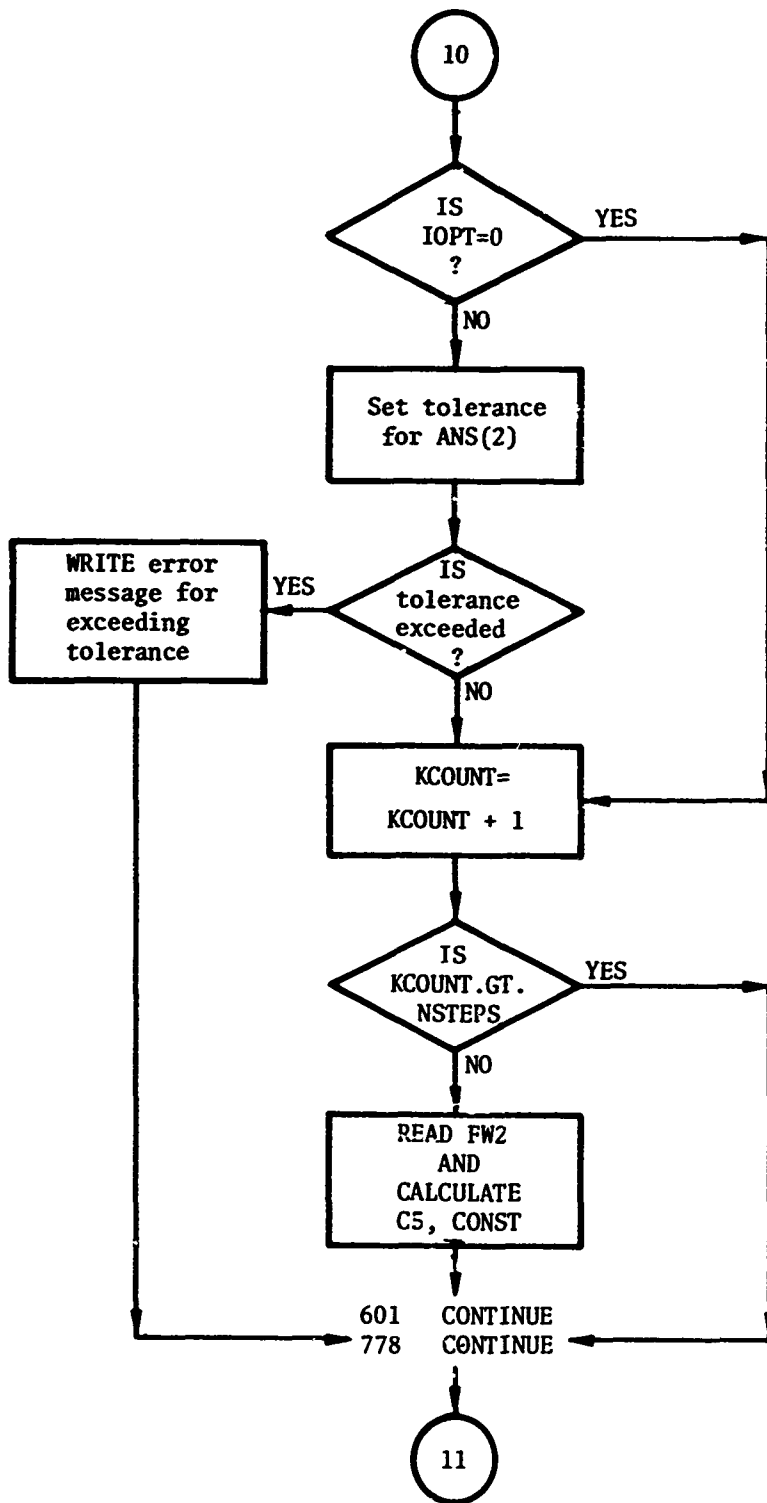 10
IS
IOPT=0
?
YES
NO
Set tolerance
for ANS(2)
WRITE error
message for
exceeding
tolerance
YES
IS
tolerance
exceeded
?
NO
KCOUNT=
KCOUNT + 1
IS
KCOUNT.GT.
NSTEPS
YES
NO
READ FW2
AND
CALCULATE
C5, CONST
601 CONTINUE
778 CONTINUE
11